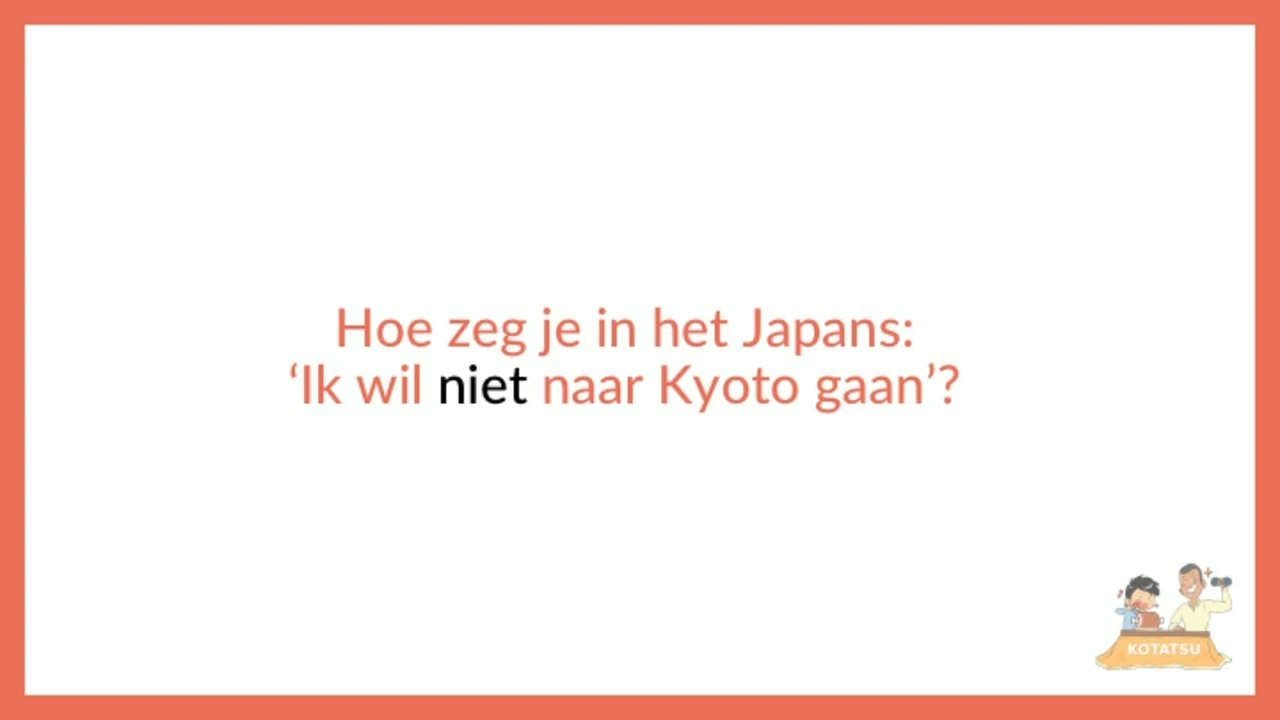 Hoe zeg je in het Japans:
‘Ik wil niet naar Kyoto gaan’?
KOTATSU